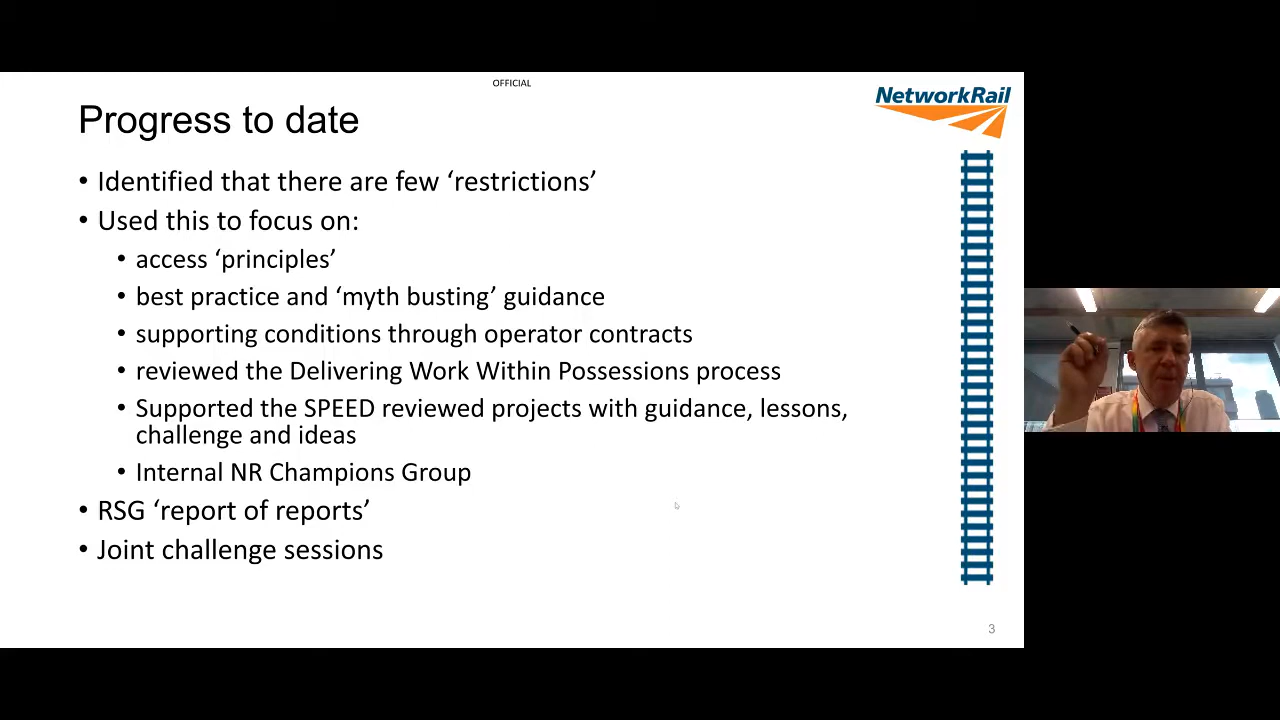 OFFICIAL
NetworkRail
Progress to date
• Identified that there are few ‘restrictions’
• Used this to focus on:
• access ‘principles’
• best practice and ‘myth busting’ guidance
• supporting conditions through operator contracts
• reviewed the Delivering Work Within Possessions process
• Supported the SPEED reviewed projects with guidance, lessons,
challenge and ideas
• Internal NR Champions Group
• RSG ‘report of reports’
• Joint challenge sessions
3